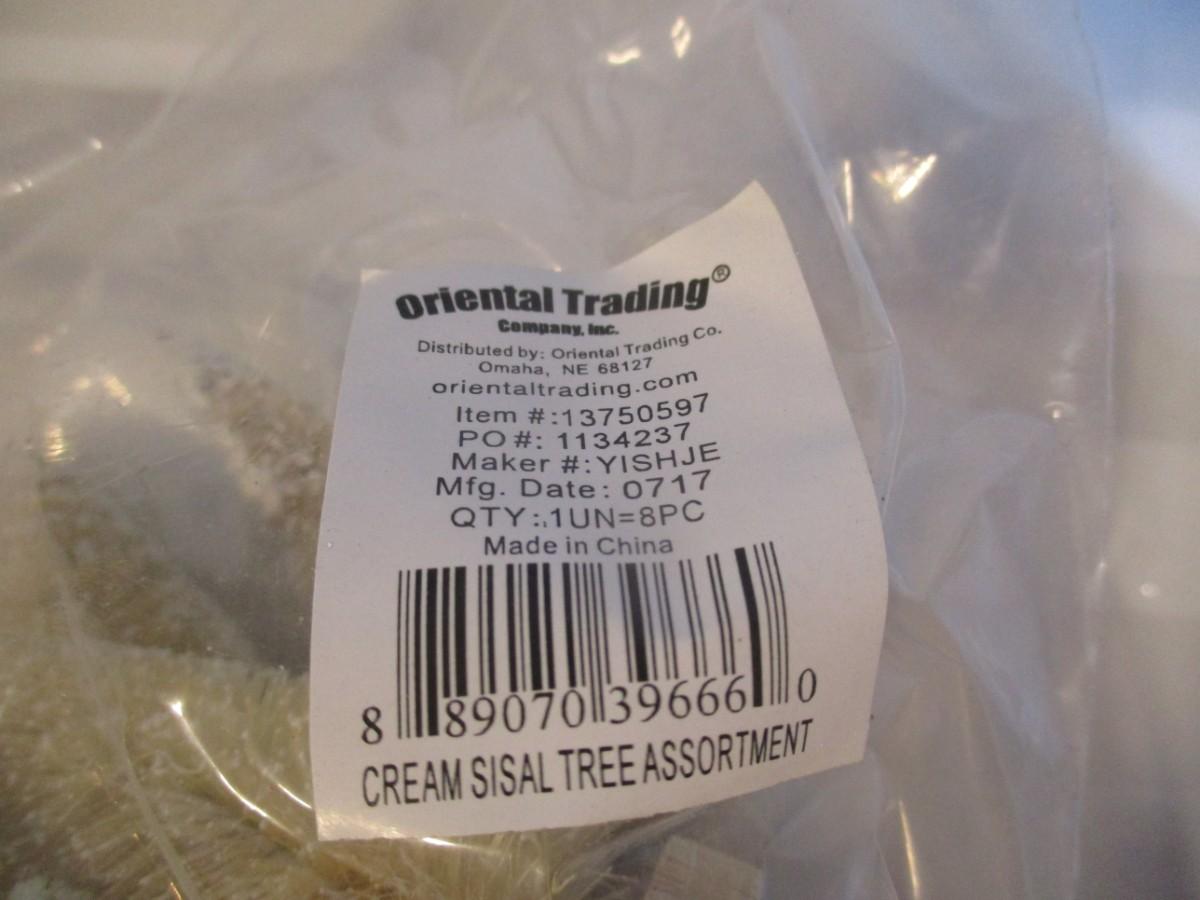 Oriental Trading®
Company, Inc.
Distributed by: Oriental Trading Co.
Omaha, NE 68127
orientaltrading.com
Item #:13750597
PO#: 1134237
Maker #:YISHJE
Mfg. Date: 0717
QTY:.1UN=8PC
Made in China
8 89070 39666 0
CREAM SISAL TREE ASSORTMENT